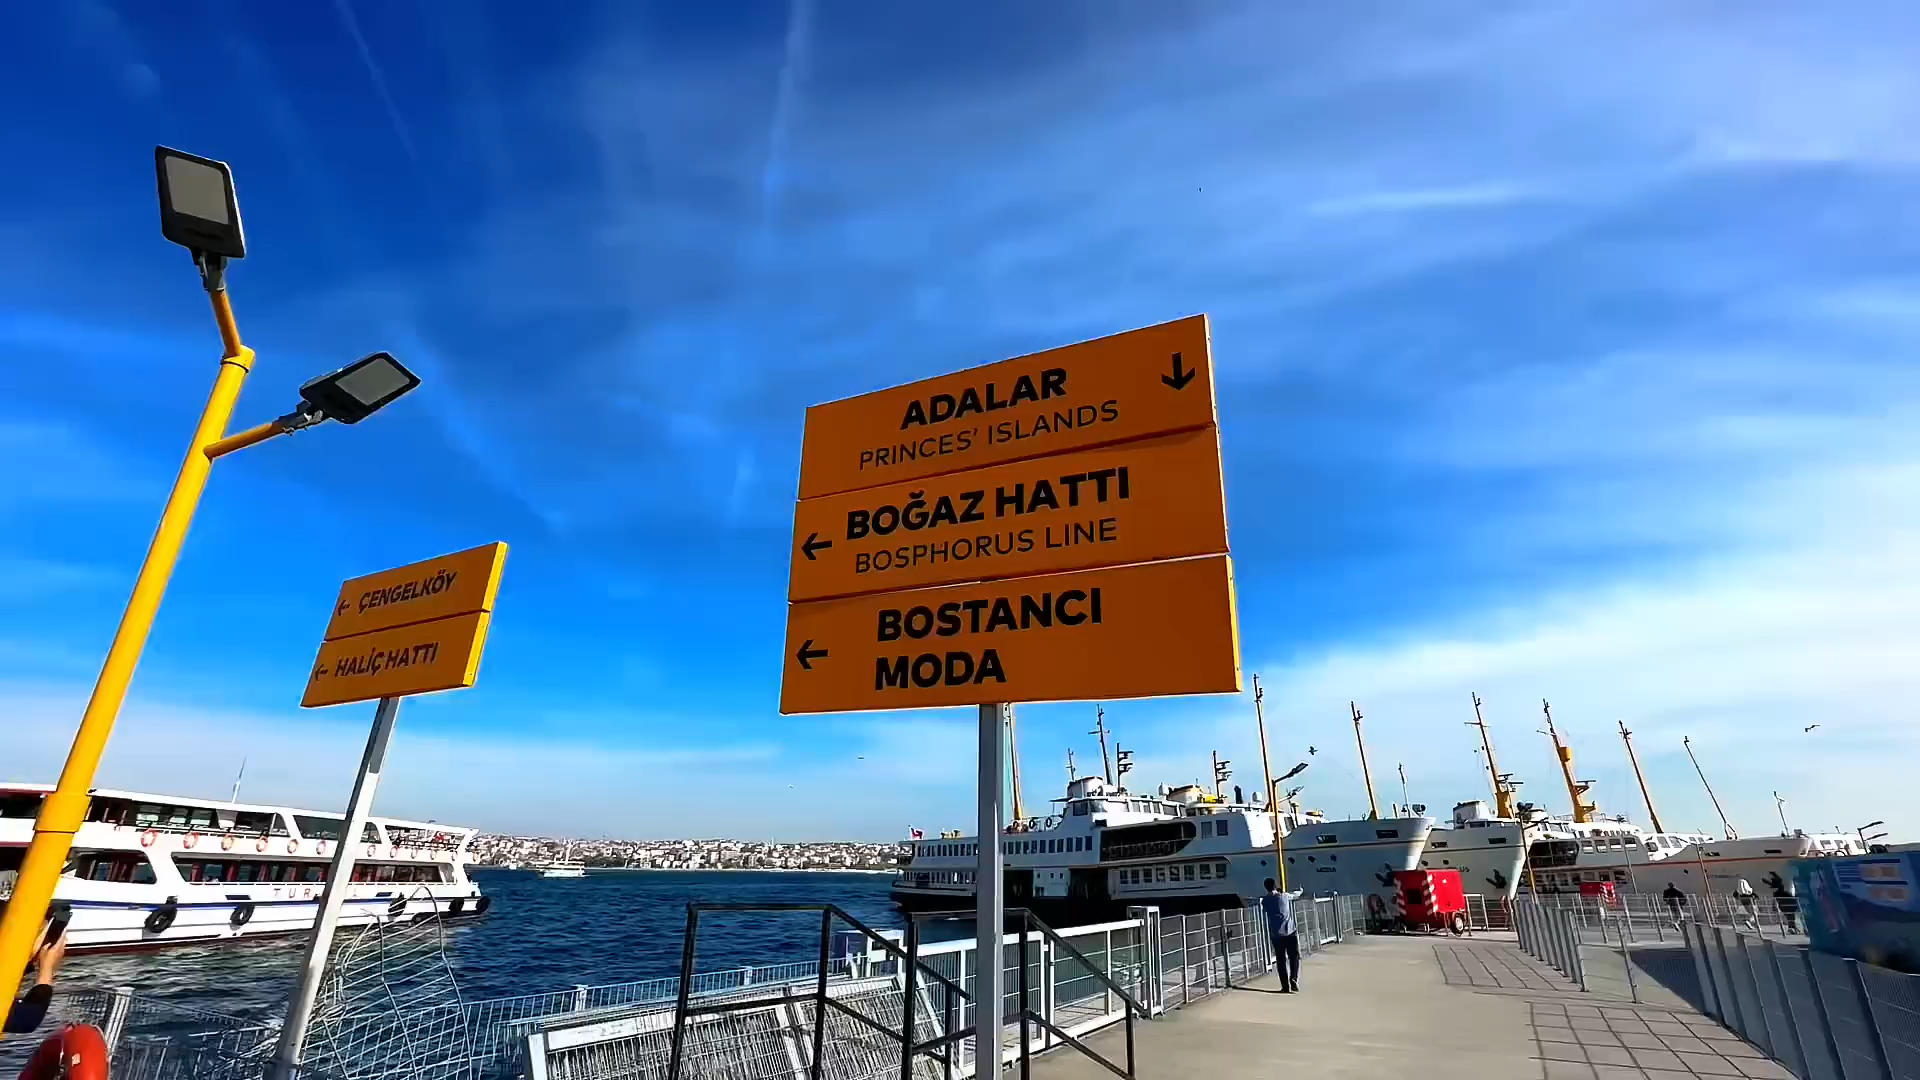 ADALAR
PRINCES' ISLANDS
BOĞAZ HATTI
BOSPHORUS LINE
BOSTANCI
MODA
ÇENGELKÖY
HALİÇ HATTI